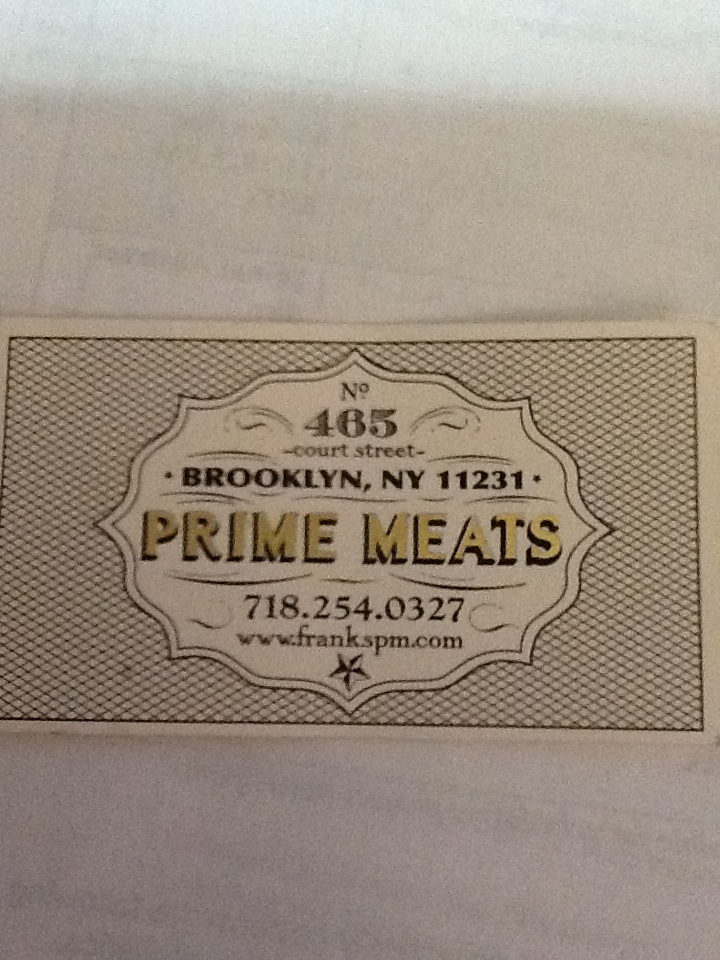 Nº
465
-court street-
· BROOKLYN, NY 11231 ·
PRIME MEATS
718.254.0327
www.frankspm.com